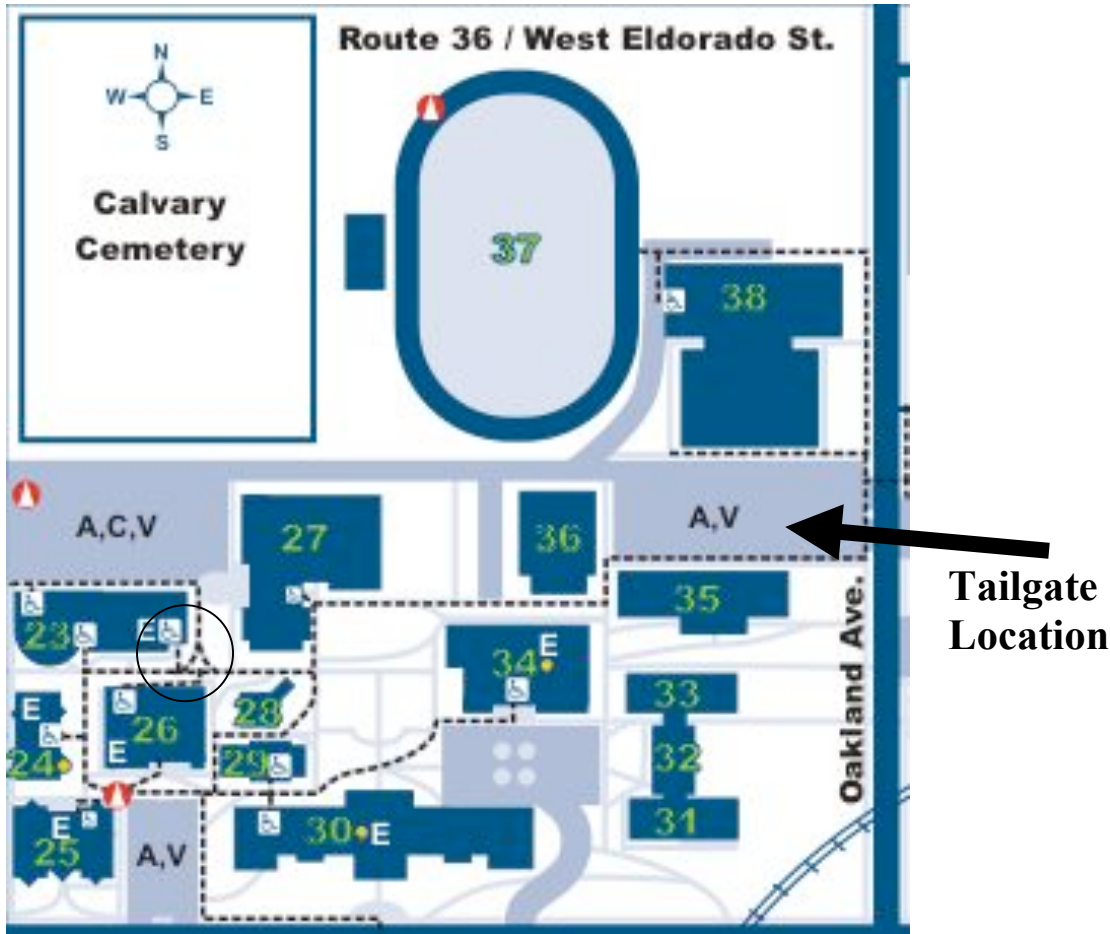 Route 36 / West Eldorado St.
N
W E
S
Calvary
Cemetery
37
38
A,C,V
27
36
A,V
Tailgate
Location
35
23
E
34
E
33
Oakland Ave.
E
26
E
28
24
29
32
31
30
E
E
25
A,V